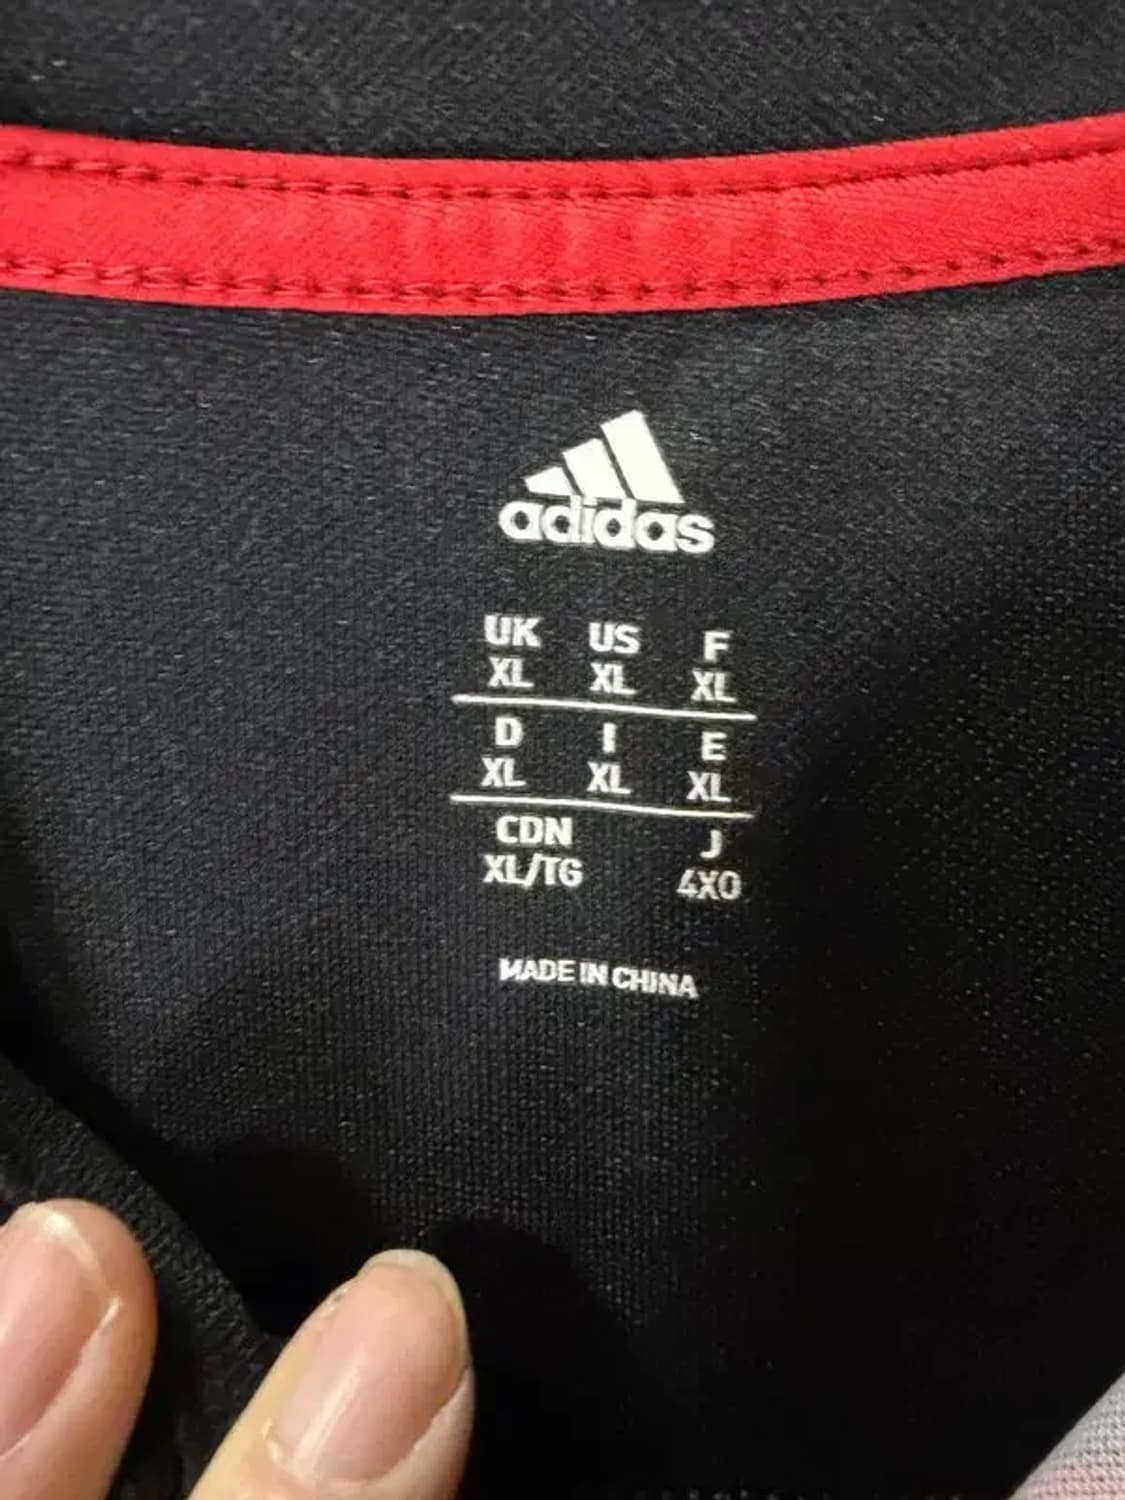 adidas
UK US F
XL XL XL
D I E
XL XL XL
CDN J
XL/TG 4XO
MADE IN CHINA